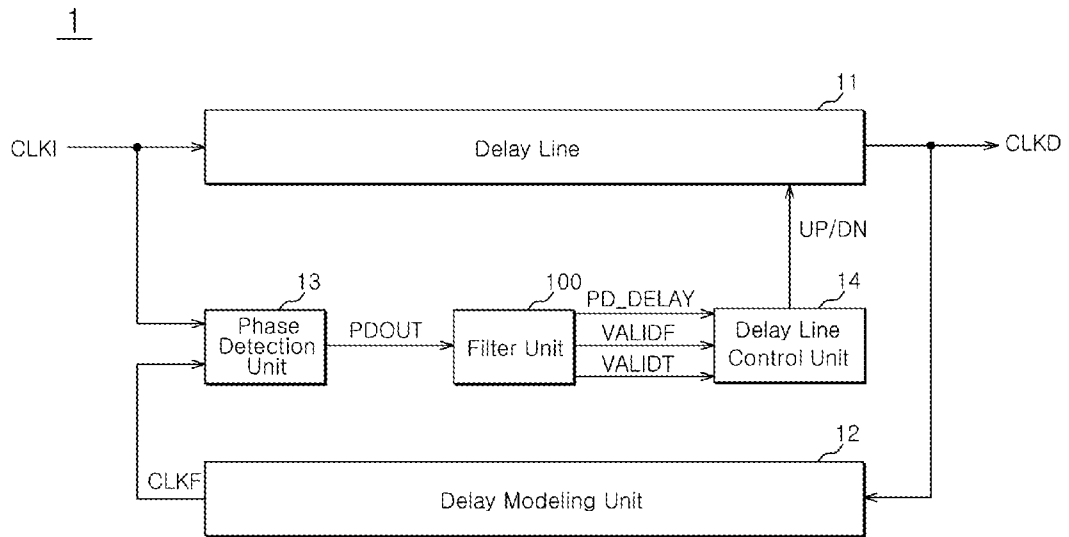 1
11
CLKI
Delay Line
CLKD
UP/DN
13
100
PD_DELAY
14
Phase
Detection
Unit
PDOUT
Filter Unit
VALIDF
VALIDT
Delay Line
Control Unit
12
CLKF
Delay Modeling Unit